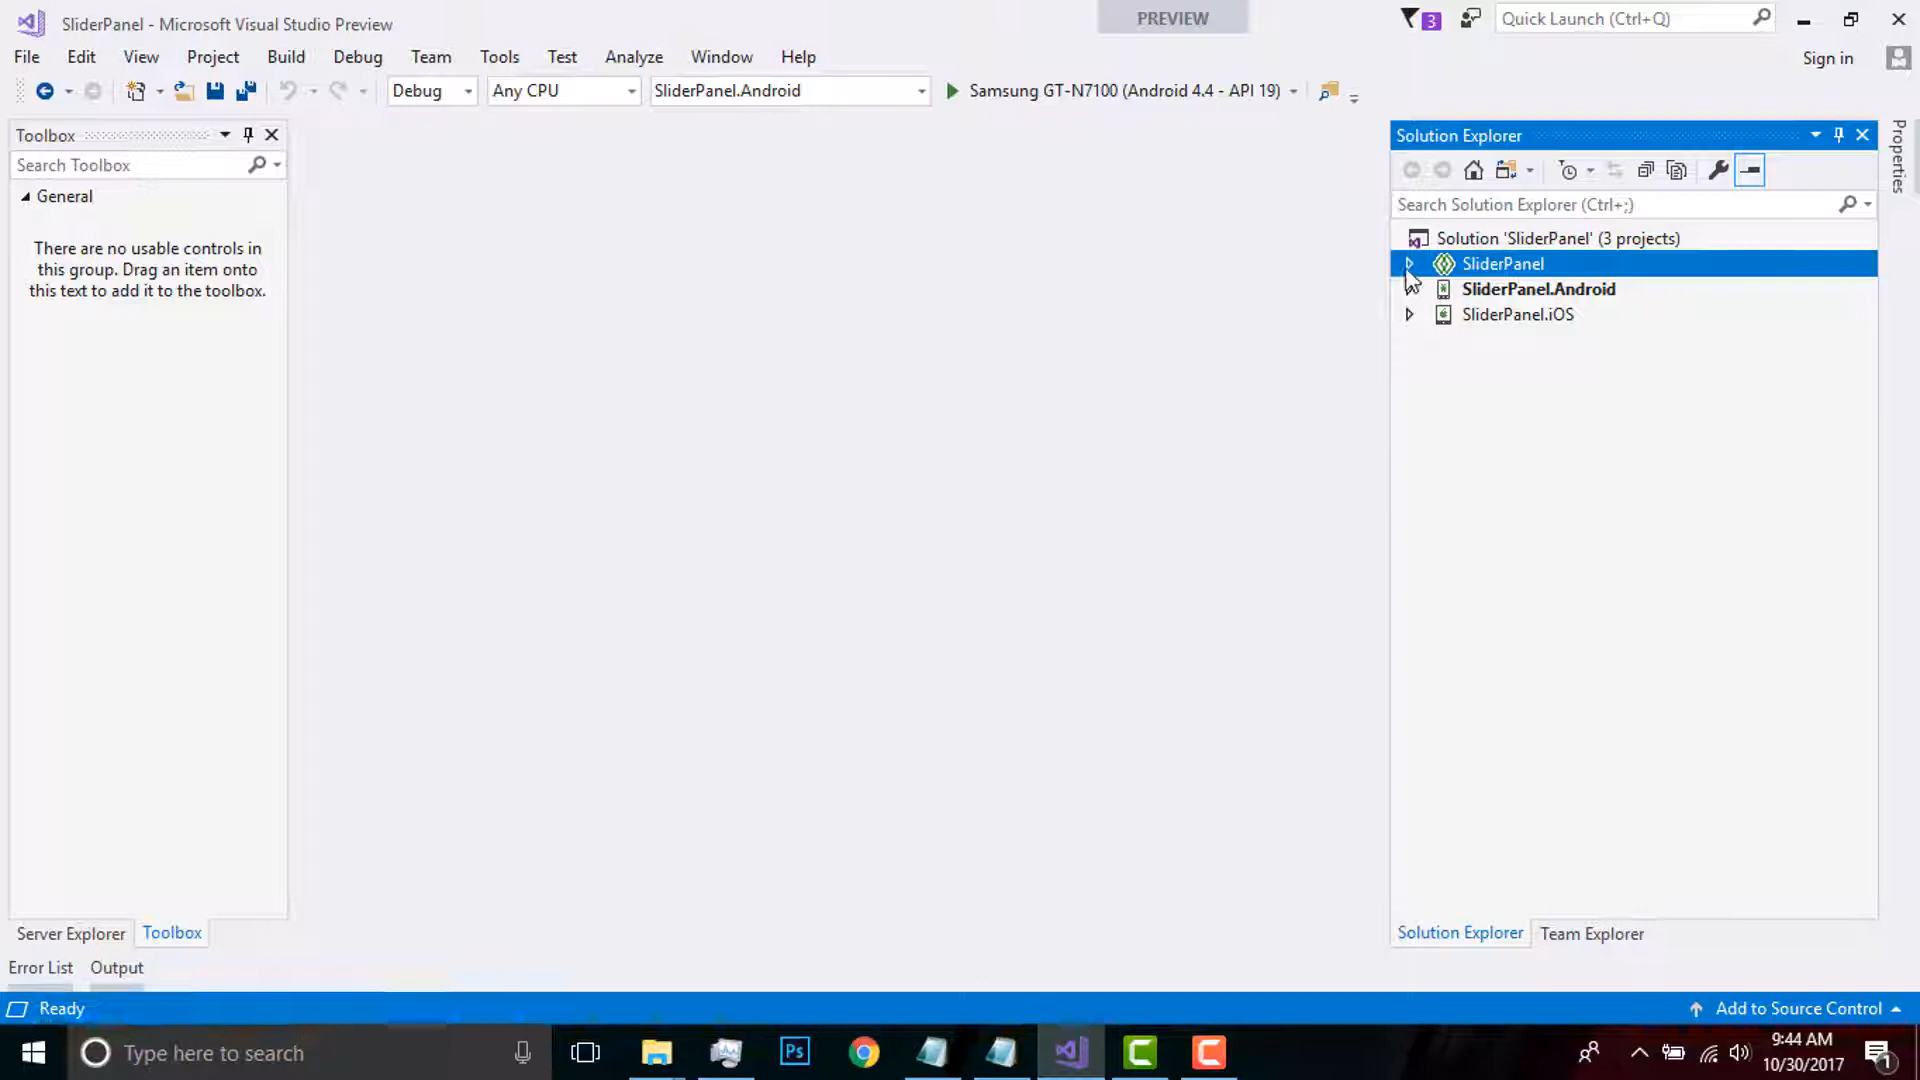 SliderPanel - Microsoft Visual Studio Preview
PREVIEW
3
Quick Launch (Ctrl+Q)
File Edit View Project Build Debug Team Tools Test Analyze Window Help
Sign in
Debug Any CPU SliderPanel.Android Samsung GT-N7100 (Android 4.4 - API 19)
Toolbox
Search Toolbox
General
There are no usable controls in
this group. Drag an item onto
this text to add it to the toolbox.
Server Explorer Toolbox
Error List Output
Solution Explorer
Search Solution Explorer (Ctrl+;)
Solution 'SliderPanel' (3 projects)
SliderPanel
SliderPanel.Android
SliderPanel.iOS
Solution Explorer Team Explorer
Properties
Ready
Add to Source Control
Type here to search
Ps
9:44 AM
10/30/2017
1